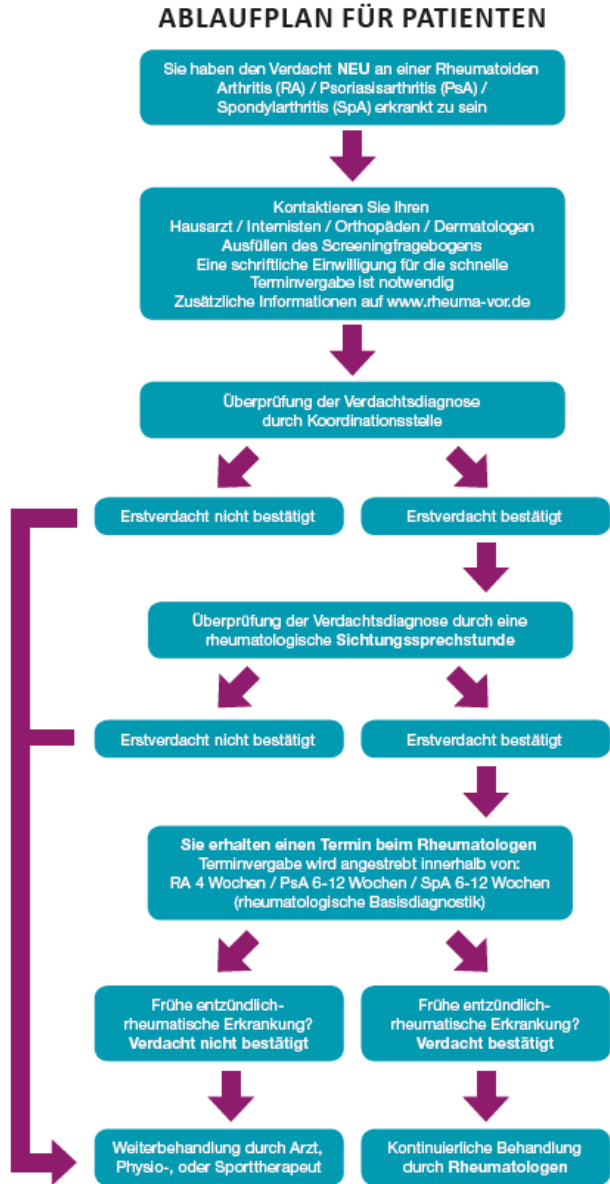 ABLAUFPLAN FÜR PATIENTEN
Sie haben den Verdacht NEU an einer Rheumatoiden
Arthritis (RA) / Psoriasisarthritis (PsA) /
Spondylarthritis (SpA) erkrankt zu sein
Kontaktieren Sie Ihren
Hausarzt / Internisten / Orthopäden / Dermatologen
Ausfüllen des Screeningfragebogens
Eine schriftliche Einwilligung für die schnelle
Terminvergabe ist notwendig
Zusätzliche Informationen auf www.rheuma-vor.de
Überprüfung der Verdachtsdiagnose
durch Koordinationsstelle
Erstverdacht nicht bestätigt
Erstverdacht bestätigt
Überprüfung der Verdachtsdiagnose durch eine
rheumatologische Sichtungssprechstunde
Erstverdacht nicht bestätigt
Erstverdacht bestätigt
Sie erhalten einen Termin beim Rheumatologen
Terminvergabe wird angestrebt innerhalb von:
RA 4 Wochen / PsA 6-12 Wochen / SpA 6-12 Wochen
(rheumatologische Basisdiagnostik)
Frühe entzündlich-
rheumatische Erkrankung?
Verdacht nicht bestätigt
Frühe entzündlich-
rheumatische Erkrankung?
Verdacht bestätigt
Weiterbehandlung durch Arzt,
Physio-, oder Sporttherapeut
Kontinuierliche Behandlung
durch Rheumatologen